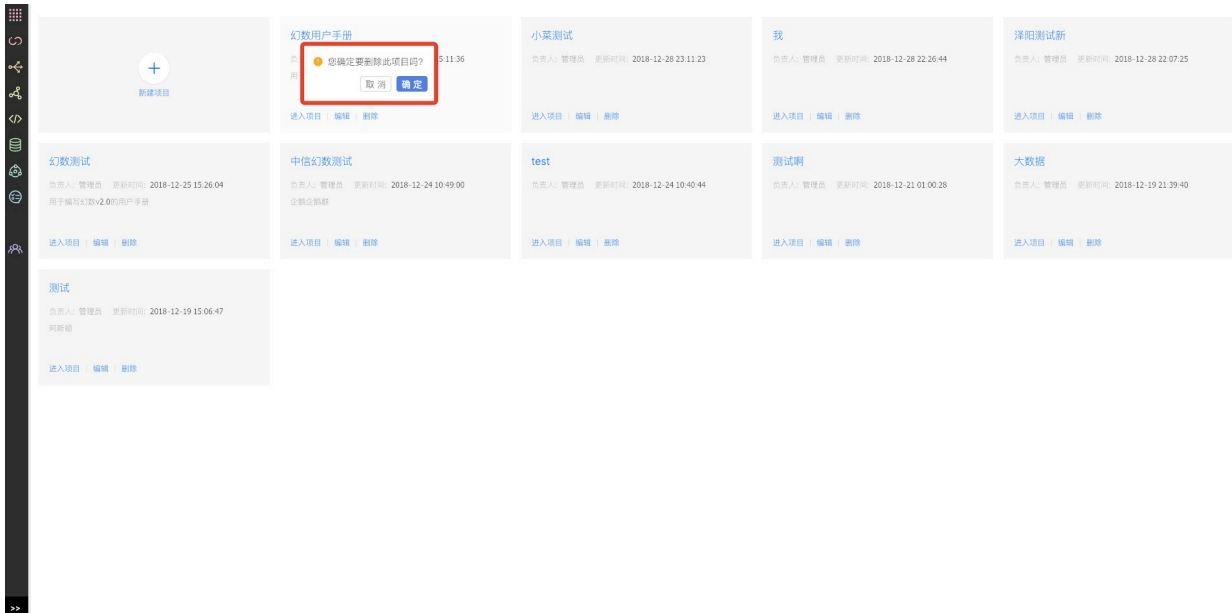 幻数用户手册
小菜测试
我
泽阳测试新
您确定要删除此项目吗?
5:11:36
负责人: 管理员 更新时间: 2018-12-28 23:11:23
负责人: 管理员 更新时间: 2018-12-28 22:26:44
负责人: 管理员 更新时间: 2018-12-28 22:07:25
取消 确定
新建项目
进入项目 | 编辑 | 删除
进入项目 | 编辑 | 删除
进入项目 | 编辑 | 删除
进入项目 | 编辑 | 删除
幻数测试
中信幻数测试
test
测试啊
大数据
负责人: 管理员 更新时间: 2018-12-25 15:26:04
负责人: 管理员 更新时间: 2018-12-24 10:49:00
负责人: 管理员 更新时间: 2018-12-24 10:40:44
负责人: 管理员 更新时间: 2018-12-21 01:00:28
负责人: 管理员 更新时间: 2018-12-19 21:39:40
用于编写幻数v2.0的用户手册
进入项目 | 编辑 | 删除
进入项目 | 编辑 | 删除
进入项目 | 编辑 | 删除
进入项目 | 编辑 | 删除
进入项目 | 编辑 | 删除
测试
负责人: 管理员 更新时间: 2018-12-19 15:06:47
进入项目 | 编辑 | 删除
>>